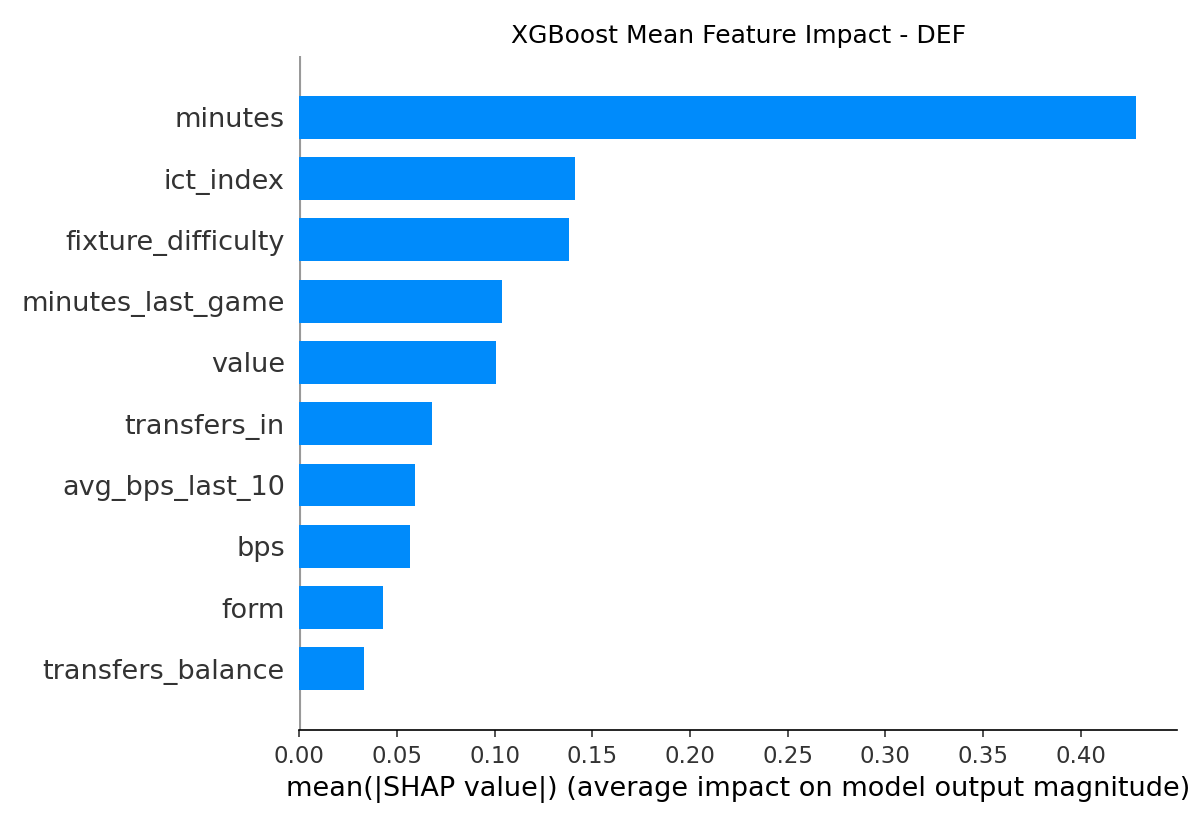 XGBoost Mean Feature Impact - DEF
minutes
ict_index
fixture_difficulty
minutes_last_game
value
transfers_in
avg_bps_last_10
bps
form
transfers_balance
0.00 0.05 0.10 0.15 0.20 0.25 0.30 0.35 0.40
mean(|SHAP value|) (average impact on model output magnitude)